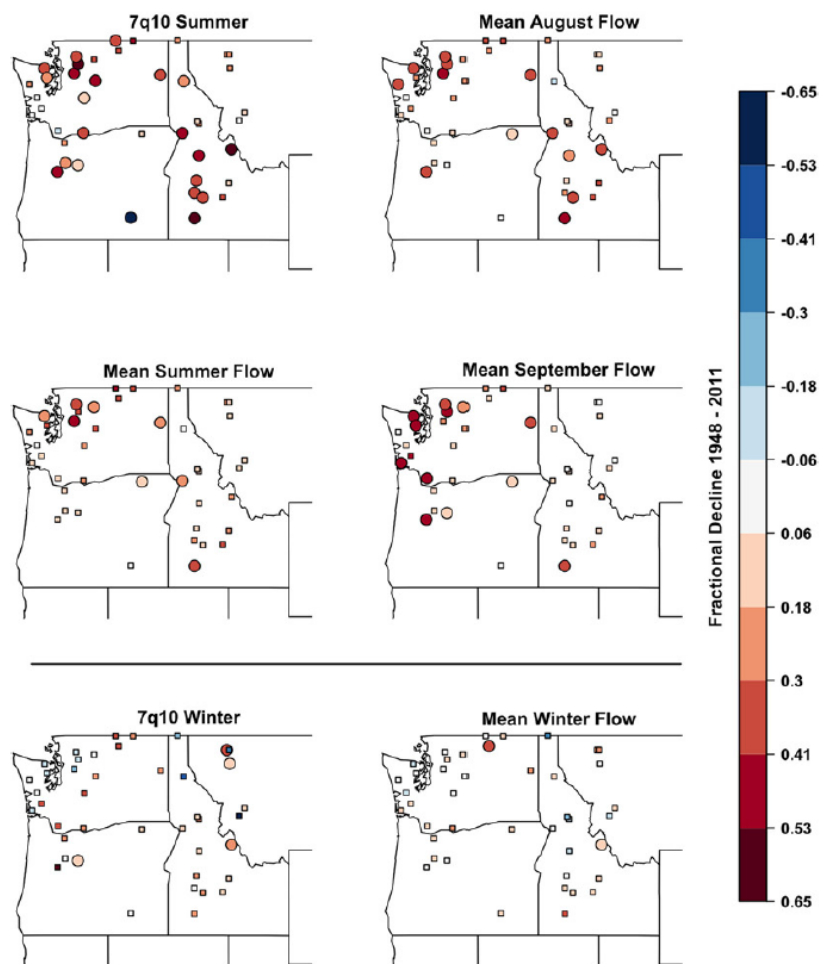 7q10 Summer
Mean August Flow
Mean Summer Flow
Mean September Flow
7q10 Winter
Mean Winter Flow
Fractional Decline 1948 - 2011
-0.65
-0.53
-0.41
-0.3
-0.18
-0.06
0.06
0.18
0.3
0.41
0.53
0.65